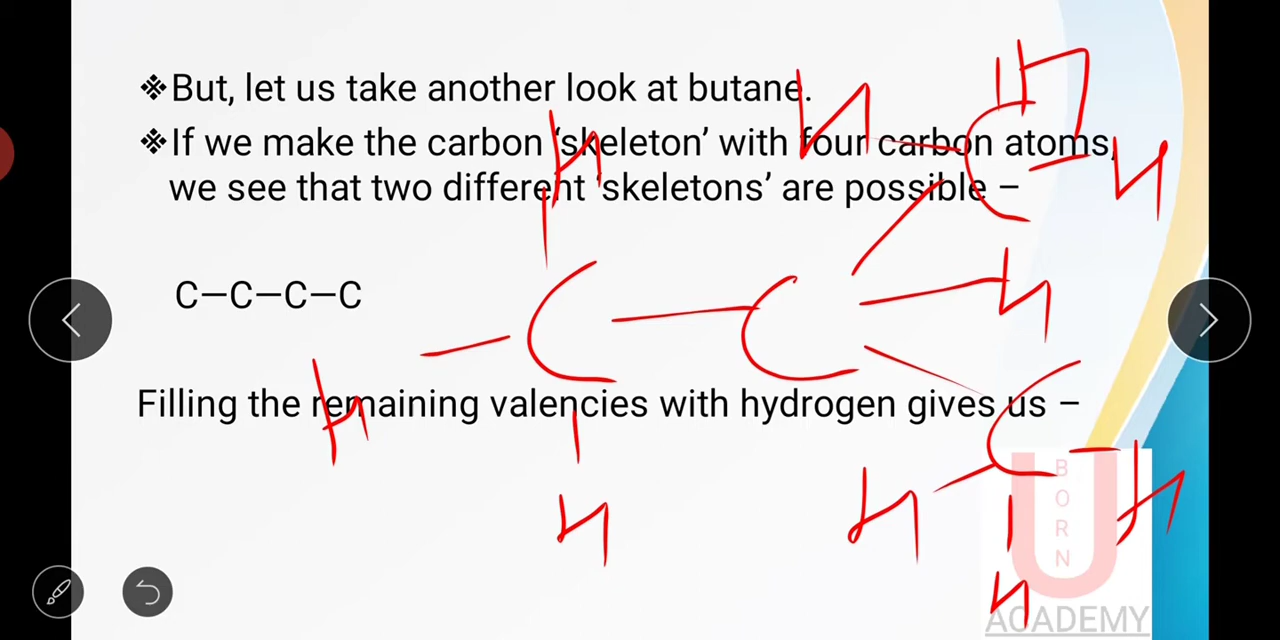 ❖But, let us take another look at butane.
❖If we make the carbon ‘skeleton’ with four carbon atoms,
we see that two different ‘skeletons’ are possible –
C—C—C—C
Filling the remaining valencies with hydrogen gives us –
H
H
C
H
H
C
C
H
H
C
H
H
H
H
U
BORN
ACADEMY